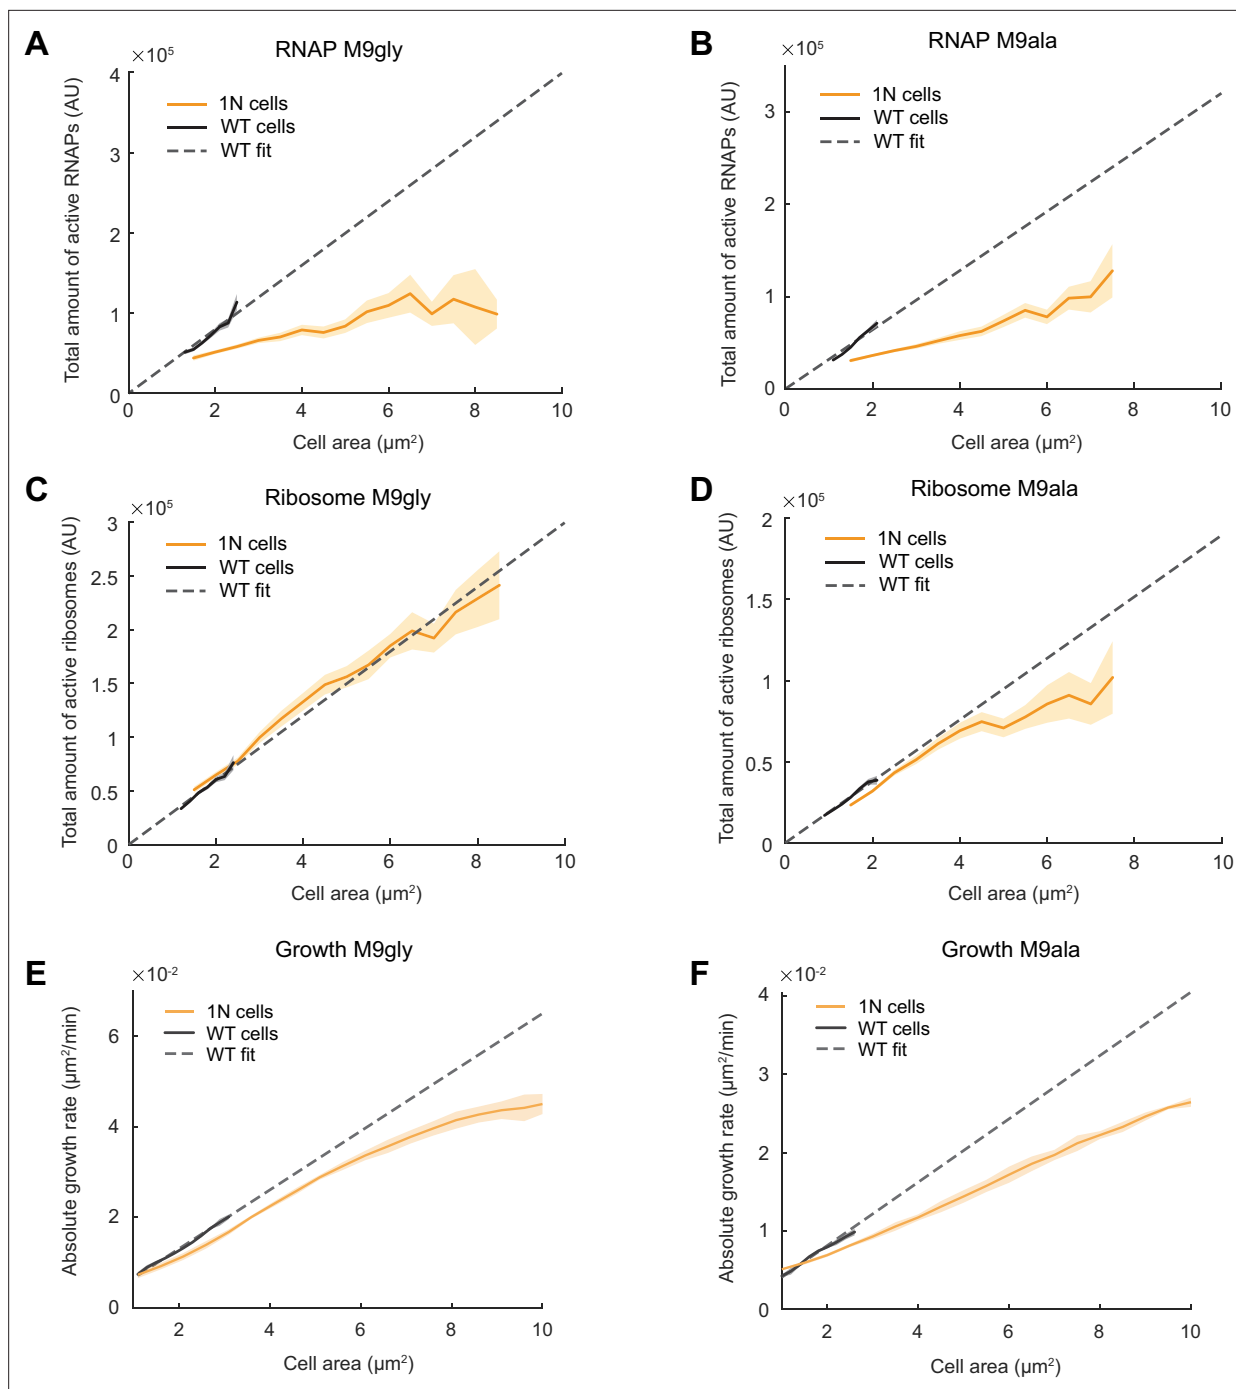 A
RNAP M9gly
×10⁵
Total amount of active RNAPs (AU)
4
3
2
1
0
1N cells
WT cells
WT fit
0 2 4 6 8 10
Cell area (µm²)
B
RNAP M9ala
×10⁵
Total amount of active RNAPs (AU)
3
2
1
0
1N cells
WT cells
WT fit
0 2 4 6 8 10
Cell area (µm²)
C
Ribosome M9gly
×10⁵
Total amount of active ribosomes (AU)
3
2.5
2
1.5
1
0.5
0
1N cells
WT cells
WT fit
0 2 4 6 8 10
Cell area (µm²)
D
Ribosome M9ala
×10⁵
Total amount of active ribosomes (AU)
2
1.5
1
0.5
0
1N cells
WT cells
WT fit
0 2 4 6 8 10
Cell area (µm²)
E
Growth M9gly
×10⁻²
Absolute growth rate (µm²/min)
6
4
2
0
1N cells
WT cells
WT fit
2 4 6 8 10
Cell area (µm²)
F
Growth M9ala
×10⁻²
Absolute growth rate (µm²/min)
4
3
2
1
0
1N cells
WT cells
WT fit
2 4 6 8 10
Cell area (µm²)